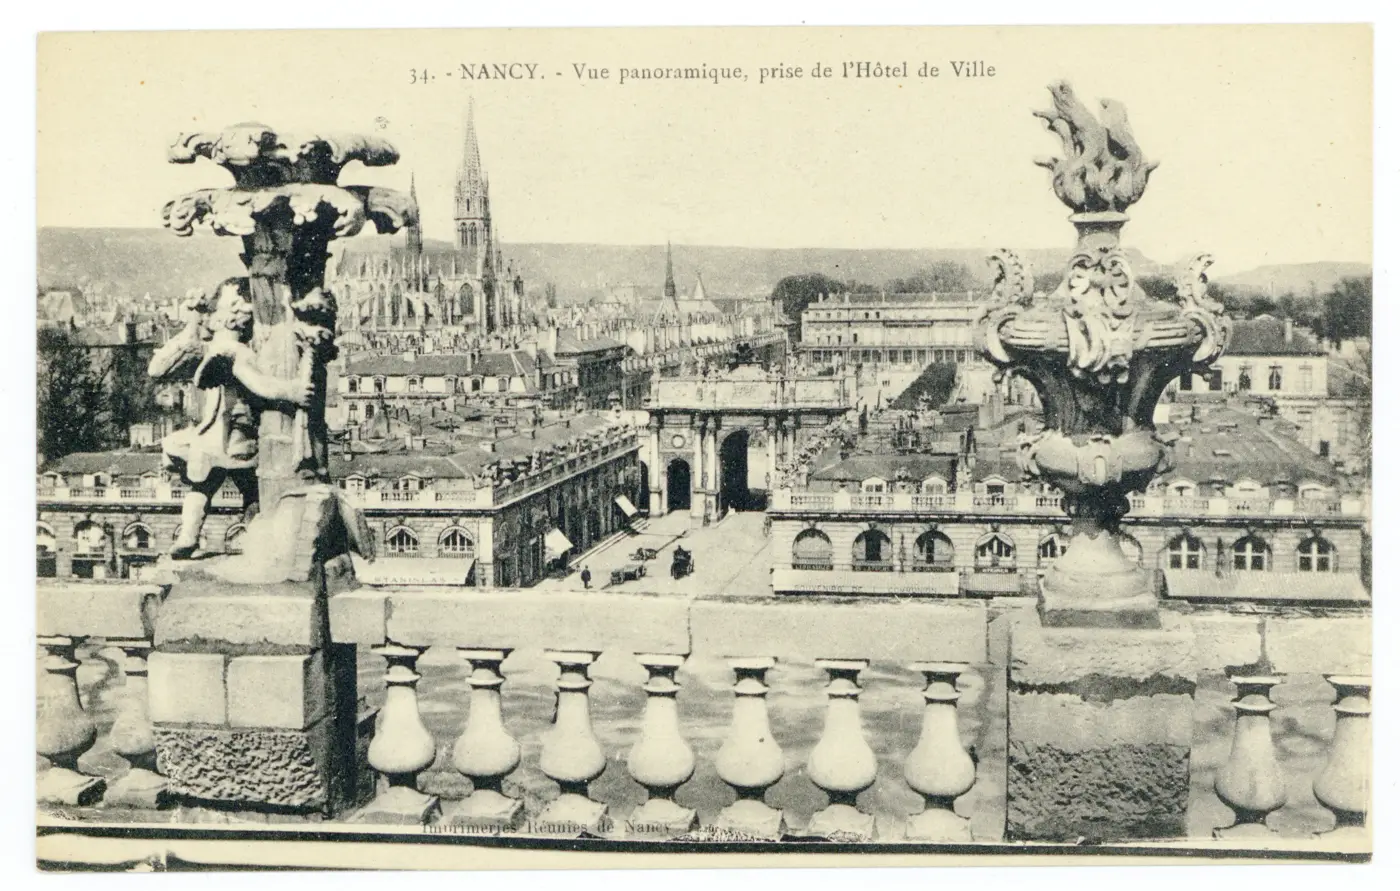 34. - NANCY. - Vue panoramique, prise de l'Hôtel de Ville
STANISLAS
Imprimeries Réunies de Nancy